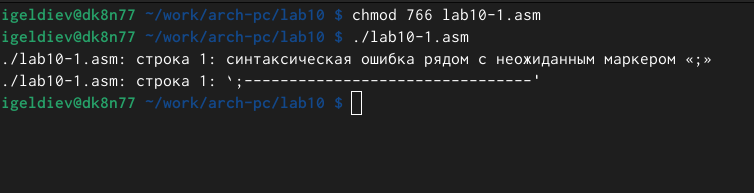 igeldiev@dk8n77 ~/work/arch-pc/lab10 $ chmod 766 lab10-1.asm
igeldiev@dk8n77 ~/work/arch-pc/lab10 $ ./lab10-1.asm
./lab10-1.asm: строка 1: синтаксическая ошибка рядом с неожиданным маркером «;»
./lab10-1.asm: строка 1: `;--------------------------------'
igeldiev@dk8n77 ~/work/arch-pc/lab10 $